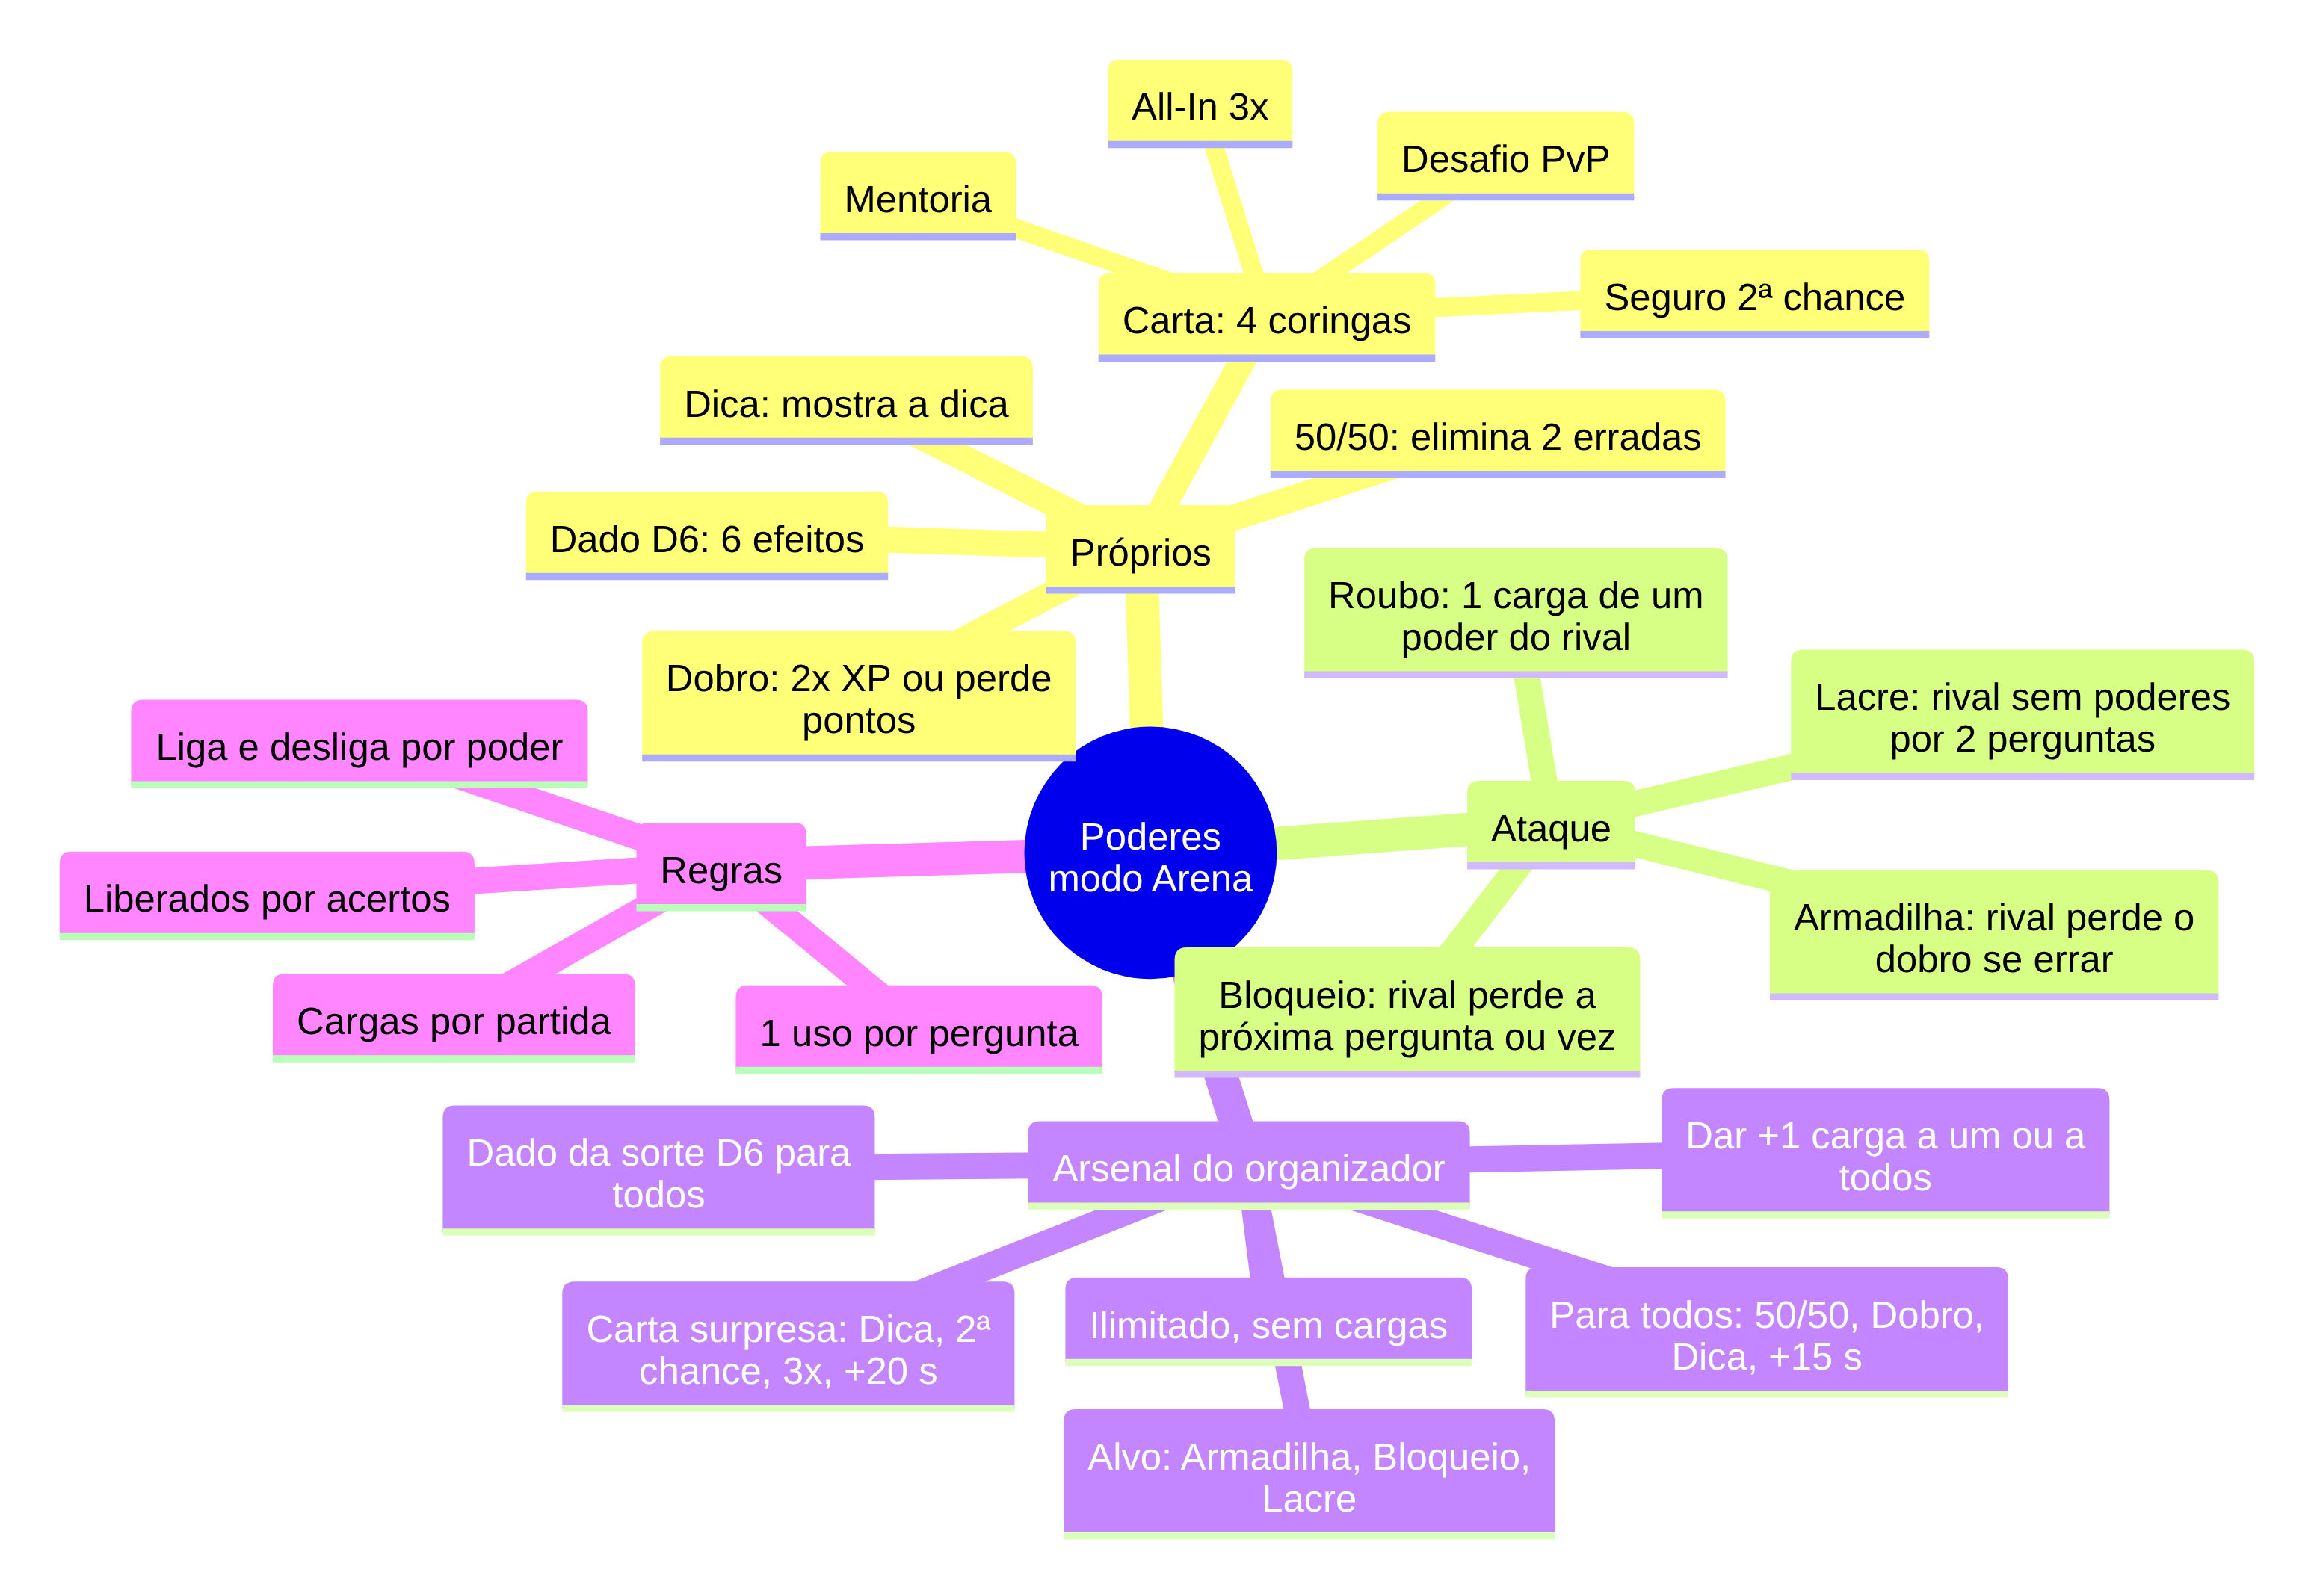 All-In 3x
Desafio PvP
Mentoria
Seguro 2ª chance
Carta: 4 coringas
Dica: mostra a dica
50/50: elimina 2 erradas
Dado D6: 6 efeitos
Próprios
Roubo: 1 carga de um
poder do rival
Dobro: 2x XP ou perde
pontos
Lacre: rival sem poderes
por 2 perguntas
Liga e desliga por poder
Poderes
modo Arena
Ataque
Regras
Liberados por acertos
Armadilha: rival perde o
dobro se errar
Cargas por partida
1 uso por pergunta
Bloqueio: rival perde a
próxima pergunta ou vez
Dado da sorte D6 para
todos
Arsenal do organizador
Dar +1 carga a um ou a
todos
Carta surpresa: Dica, 2ª
chance, 3x, +20 s
Ilimitado, sem cargas
Para todos: 50/50, Dobro,
Dica, +15 s
Alvo: Armadilha, Bloqueio,
Lacre